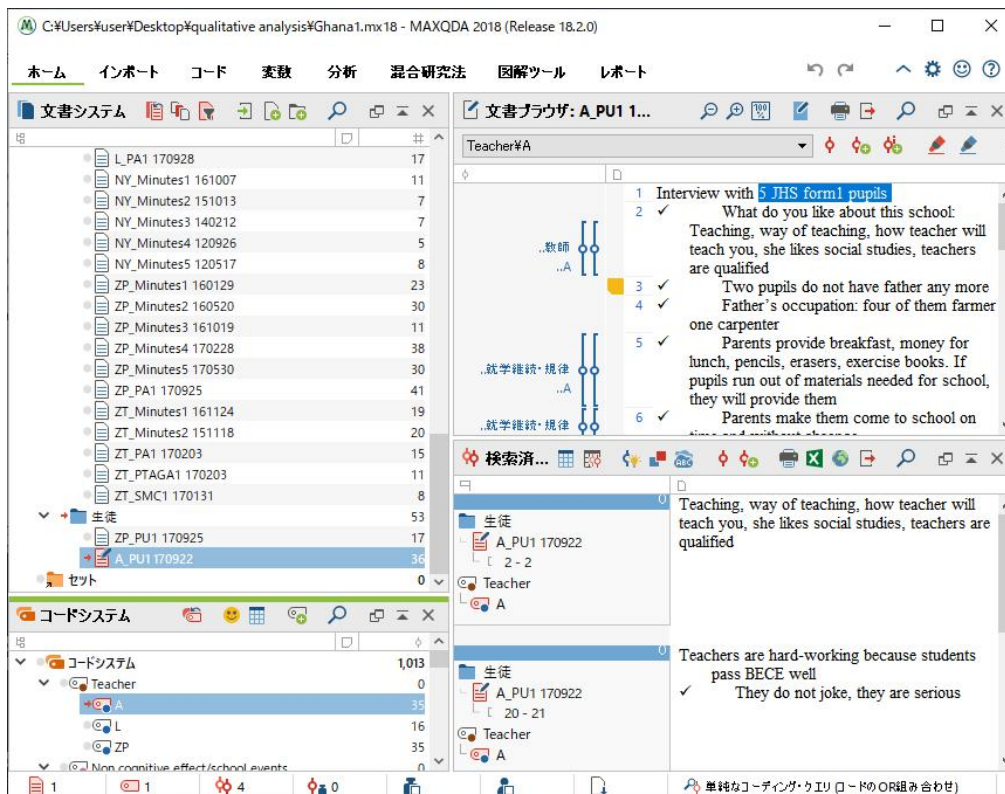 C:¥Users¥user¥Desktop¥qualitative analysis¥Ghana1.mx18 - MAXQDA 2018 (Release 18.2.0)
ホーム インポート コード 変数 分析 混合研究法 図解ツール レポート
文書システム
L_PA1 170928 17
NY_Minutes1 161007 11
NY_Minutes2 151013 7
NY_Minutes3 140212 7
NY_Minutes4 120926 5
NY_Minutes5 120517 8
ZP_Minutes1 160129 23
ZP_Minutes2 160520 30
ZP_Minutes3 161019 11
ZP_Minutes4 170228 38
ZP_Minutes5 170530 30
ZP_PA1 170925 41
ZT_Minutes1 161124 19
ZT_Minutes2 151118 20
ZT_PA1 170203 15
ZT_PTAGA1 170203 11
ZT_SMC1 170131 8
生徒 53
ZP_PU1 170925 17
A_PU1 170922 36
セット 0
コードシステム
コードシステム 1,013
Teacher 0
A 35
L 16
ZP 35
Non cognitive effect/school events 0
文書ブラウザ: A_PU1 1...
Teacher¥A
1 Interview with 5 JHS form1 pupils
2 ✓ What do you like about this school:
Teaching, way of teaching, how teacher will
teach you, she likes social studies, teachers
are qualified
..教師
..A
3 ✓ Two pupils do not have father any more
4 ✓ Father's occupation: four of them farmer
one carpenter
5 ✓ Parents provide breakfast, money for
lunch, pencils, erasers, exercise books. If
pupils run out of materials needed for school,
they will provide them
..就学継続・規律
..A
6 ✓ Parents make them come to school on
time and without absence
..就学継続・規律
検索済...
0
生徒
A_PU1 170922
2 - 2
Teacher
A
Teaching, way of teaching, how teacher will
teach you, she likes social studies, teachers are
qualified
0
生徒
A_PU1 170922
20 - 21
Teacher
A
Teachers are hard-working because students
pass BECE well
✓ They do not joke, they are serious
1 1 4 0 単純なコーディング・クエリ (コードのOR組み合わせ)